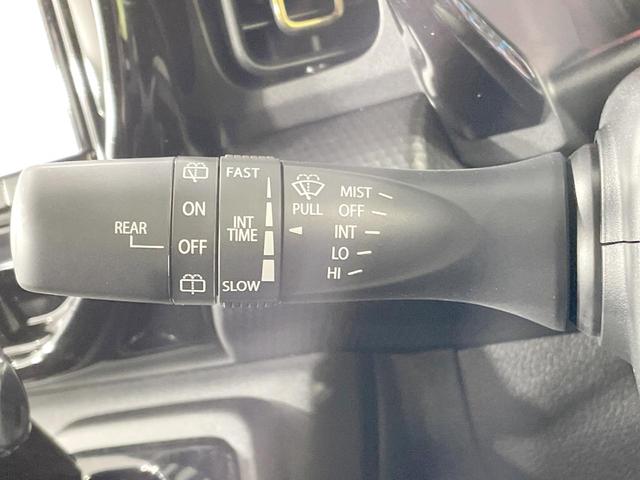 REAR
ON
OFF
FAST
INT
TIME
SLOW
PULL
MIST
OFF
INT
LO
HI